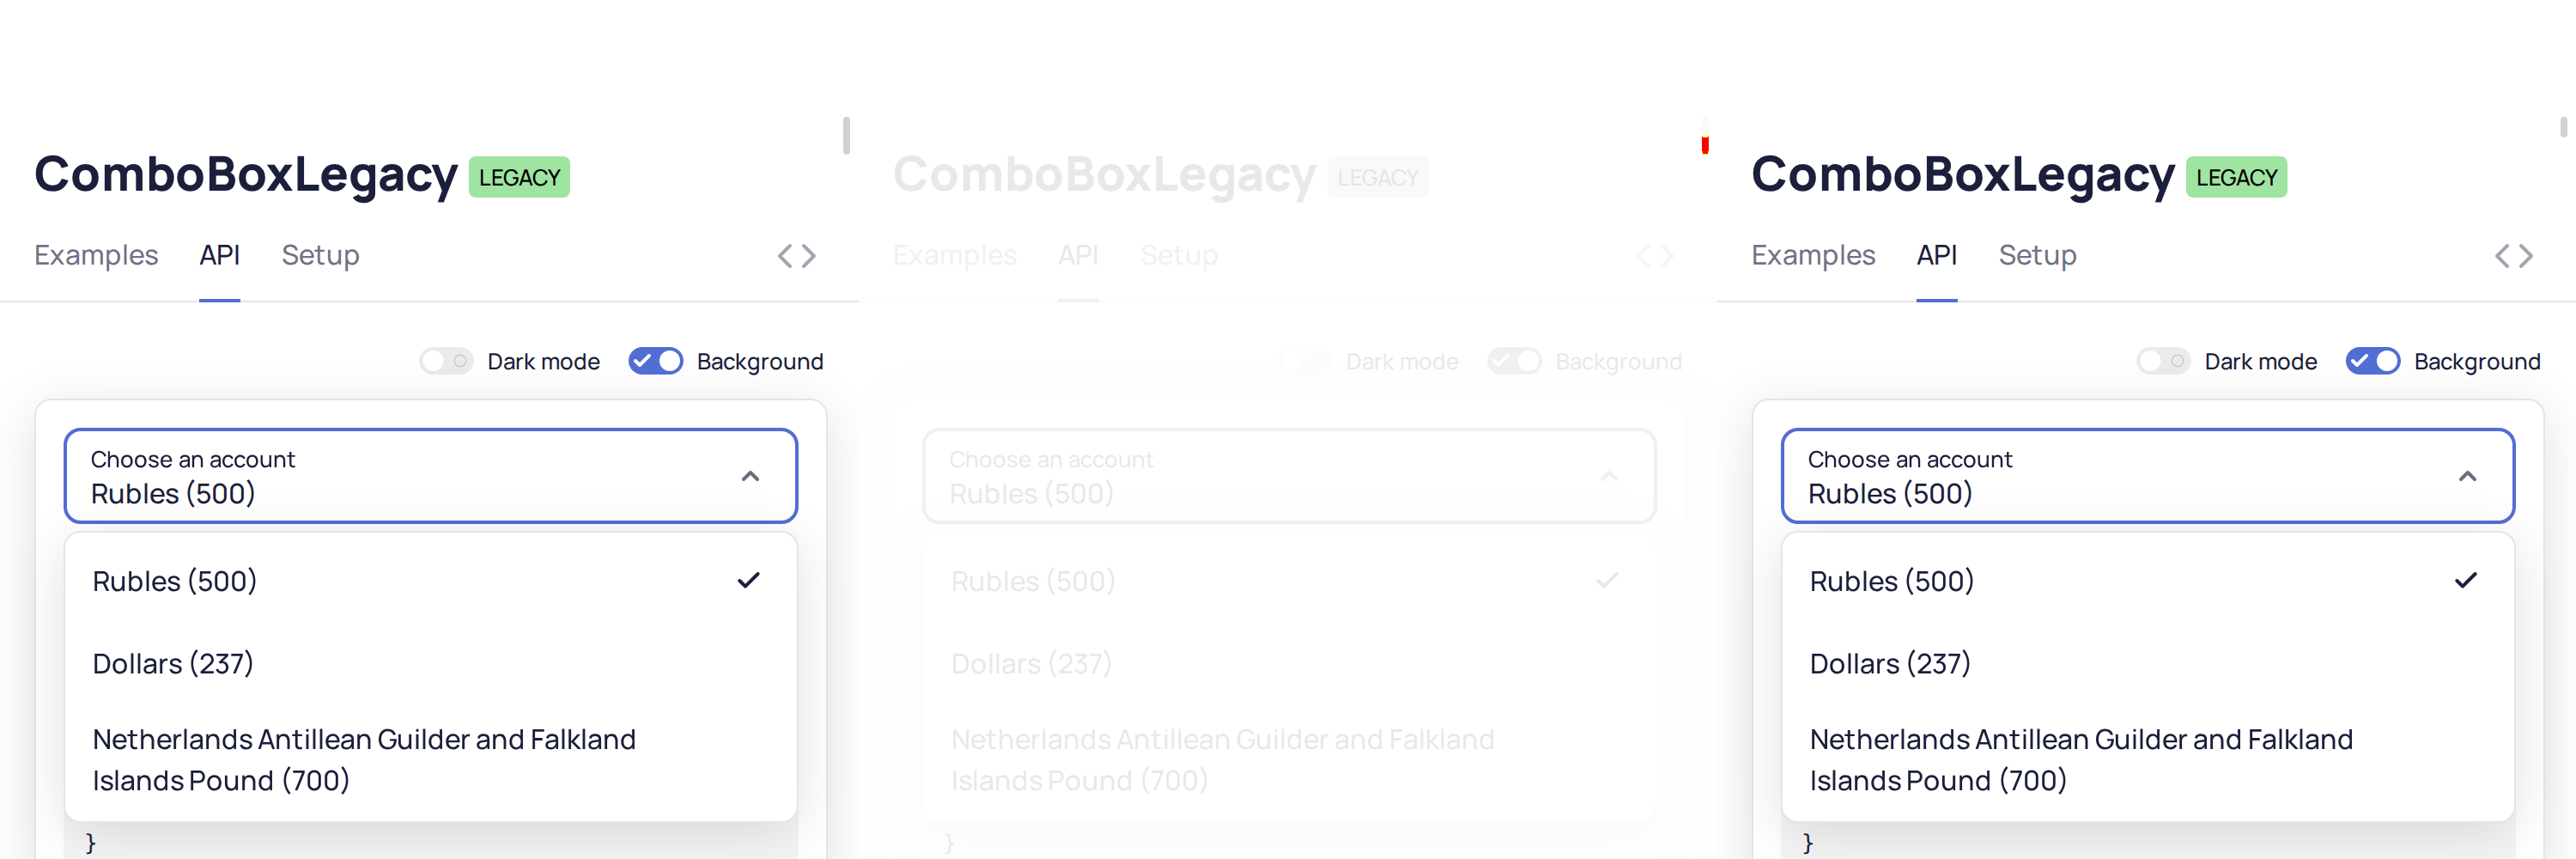 ComboBoxLegacy LEGACY
Examples API Setup
Dark mode Background
Choose an account
Rubles (500)
Rubles (500)
Dollars (237)
Netherlands Antillean Guilder and Falkland
Islands Pound (700)
}
ComboBoxLegacy LEGACY
Examples API Setup
Dark mode Background
Choose an account
Rubles (500)
Rubles (500)
Dollars (237)
Netherlands Antillean Guilder and Falkland
Islands Pound (700)
}
ComboBoxLegacy LEGACY
Examples API Setup
Dark mode Background
Choose an account
Rubles (500)
Rubles (500)
Dollars (237)
Netherlands Antillean Guilder and Falkland
Islands Pound (700)
}